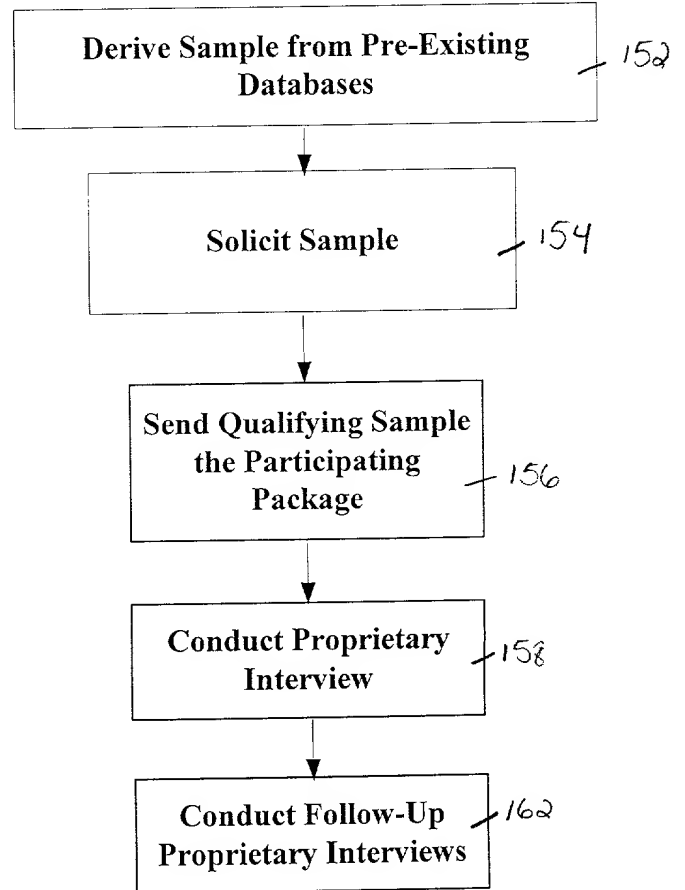 Derive Sample from Pre-Existing
Databases
152
Solicit Sample
154
Send Qualifying Sample
the Participating
Package
156
Conduct Proprietary
Interview
158
Conduct Follow-Up
Proprietary Interviews
162